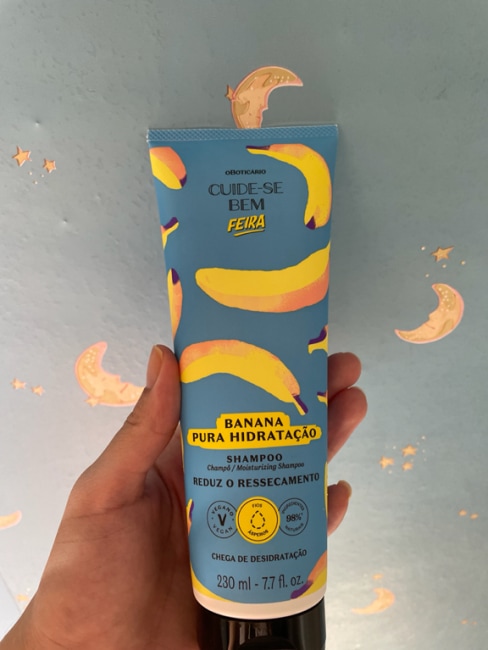 oBOTICÁRIO
CUIDE-SE
BEM
FEIRA
BANANA
PURA HIDRATAÇÃO
SHAMPOO
Champô / Moisturizing Shampoo
REDUZ O RESSECAMENTO
VEGANO
V
VEGAN
98%
CHEGA DE DESIDRATAÇÃO
230 ml - 7.7 fl. oz.